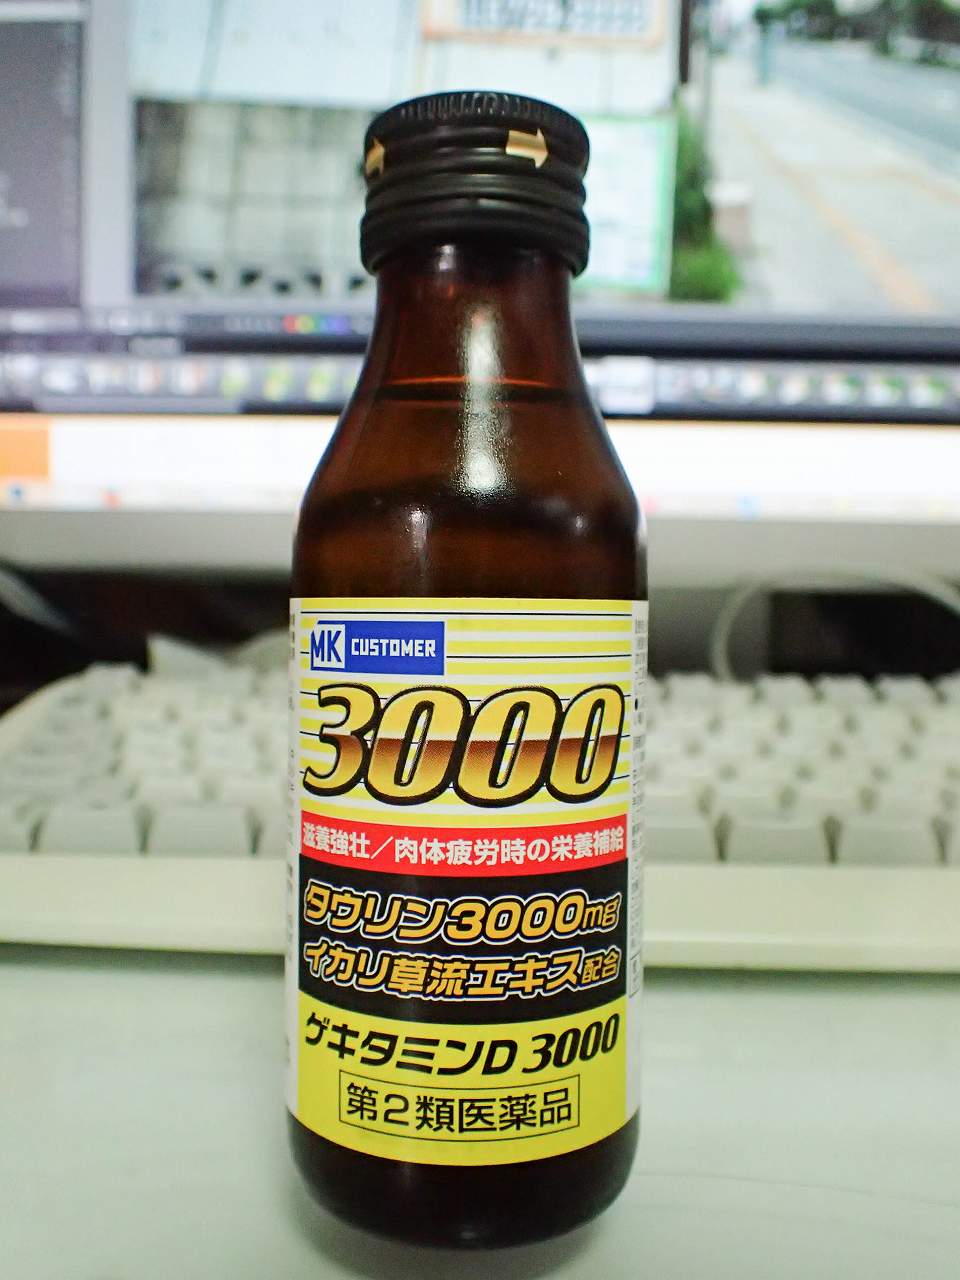 MK CUSTOMER
3000
滋養強壮／肉体疲労時の栄養補給
タウリン3000mg
イカリ草流エキス配合
ゲキタミンD 3000
第2類医薬品